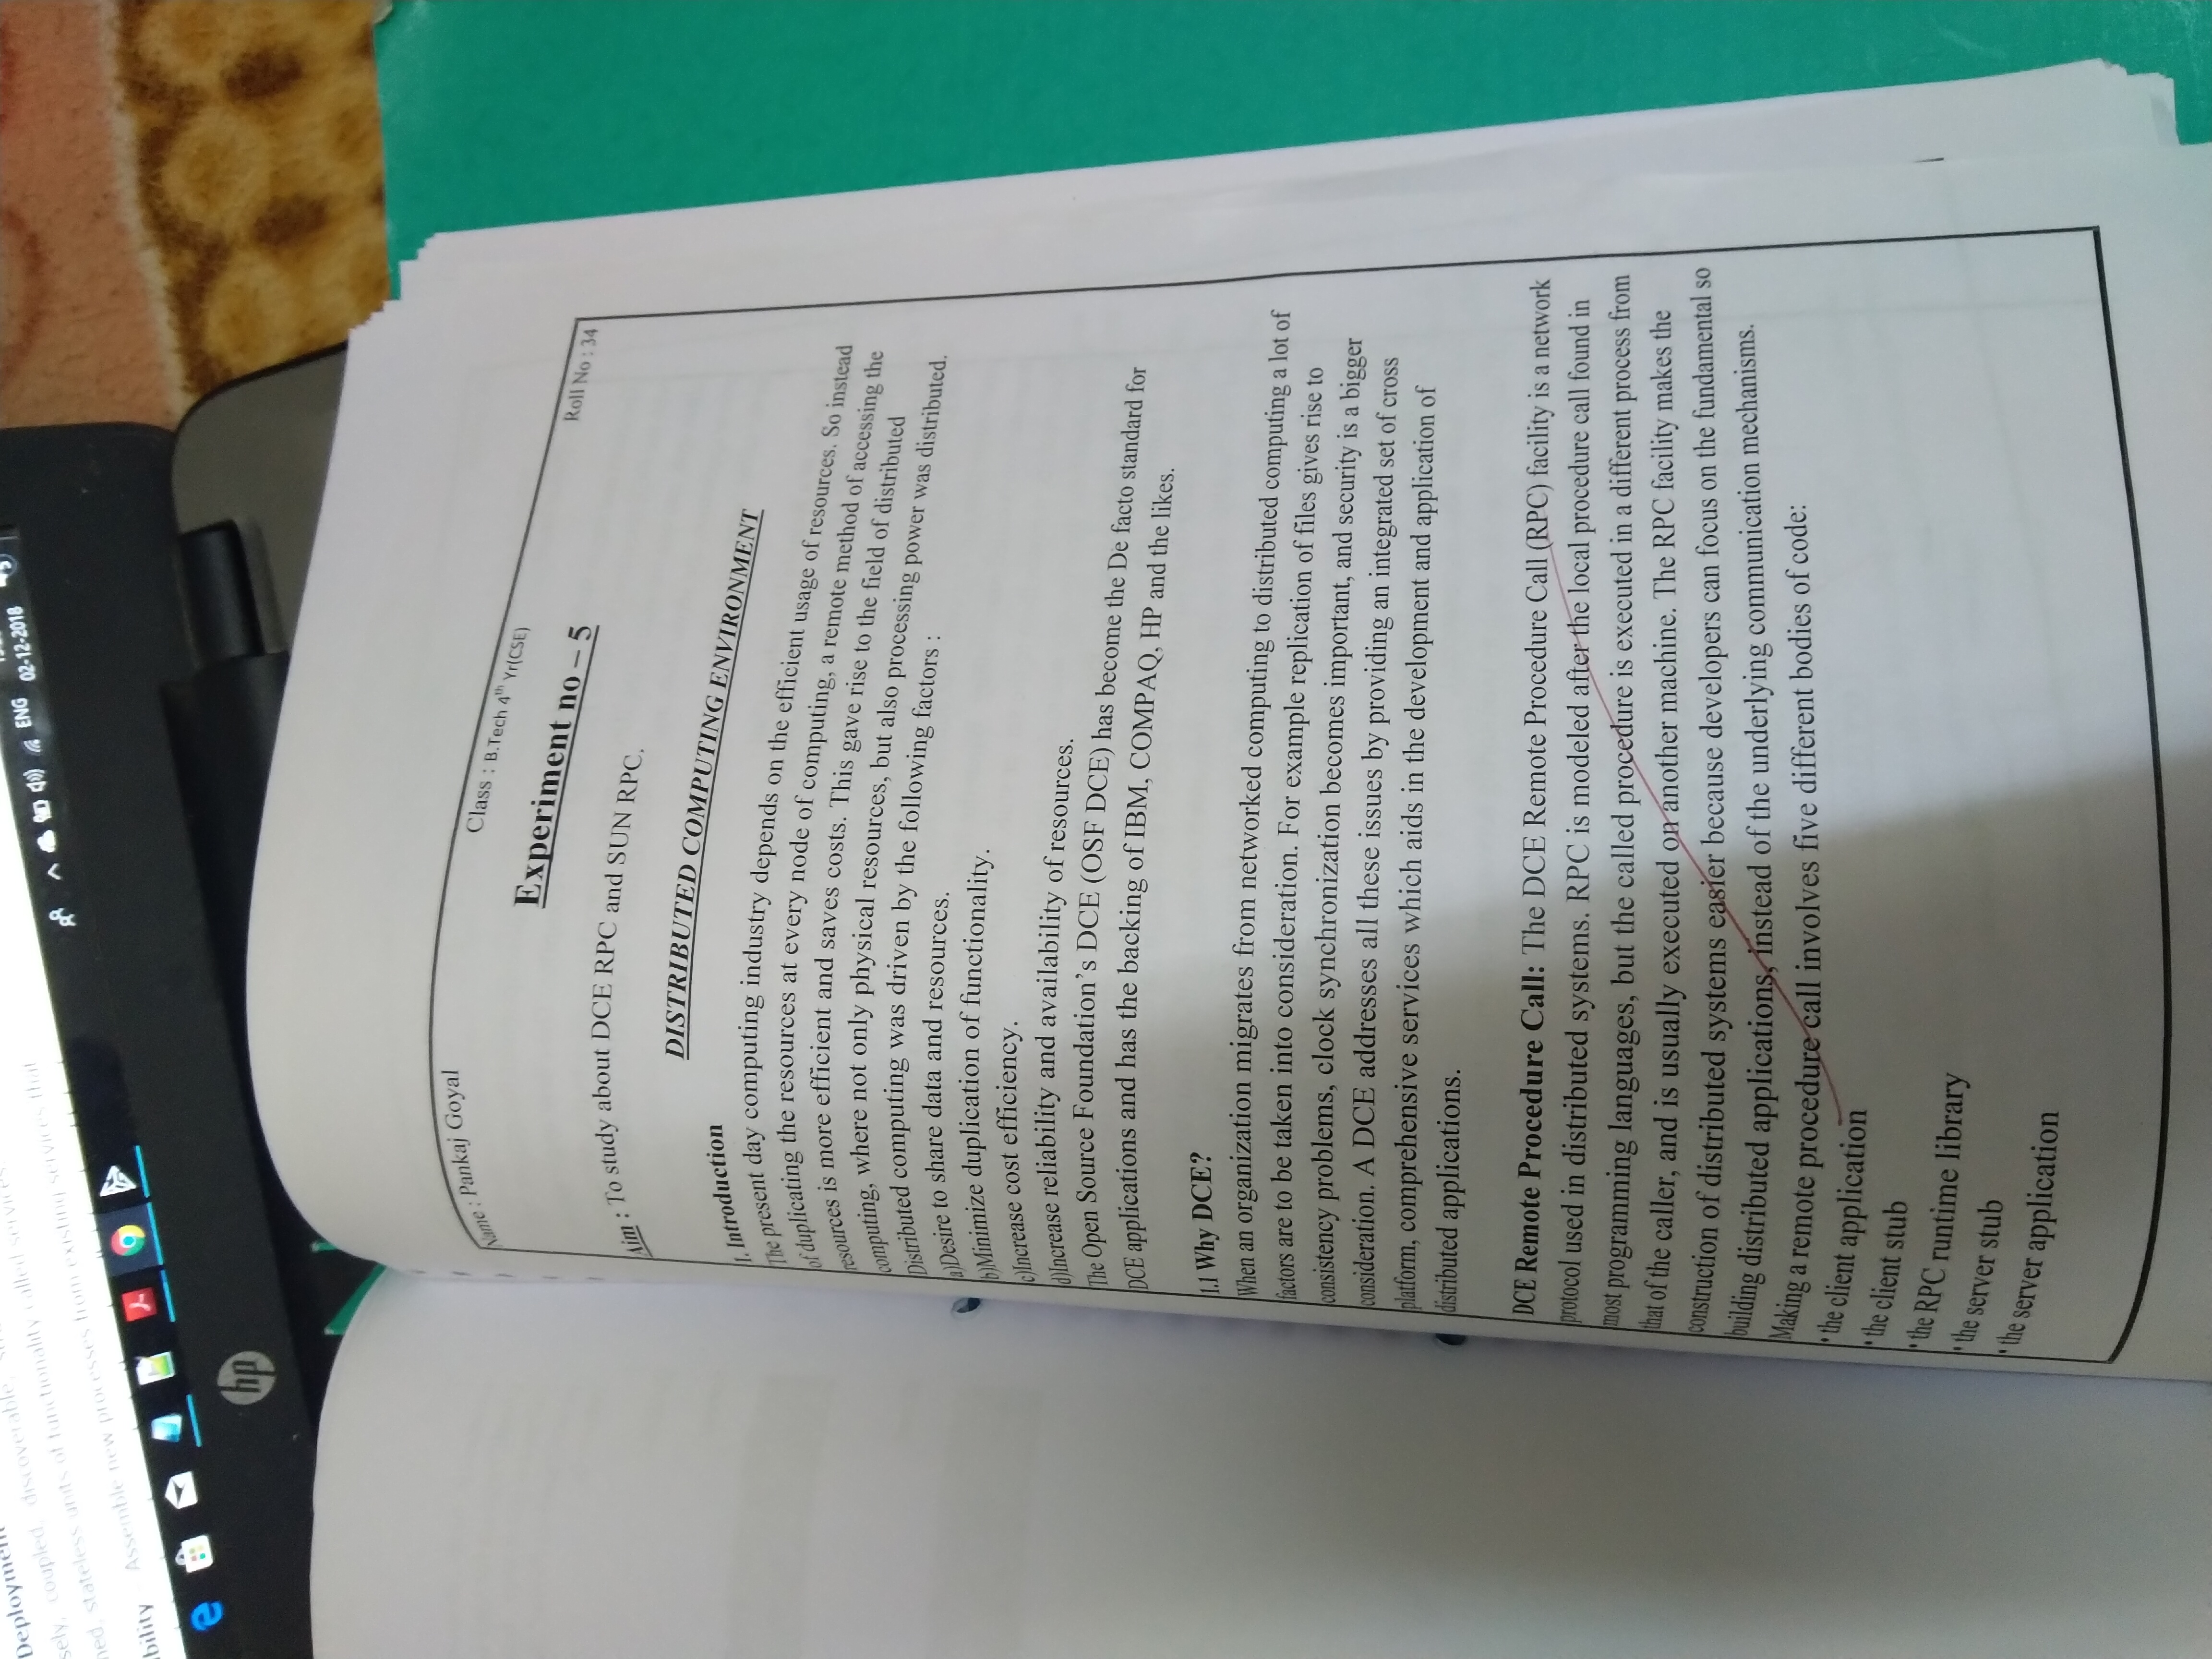 Deployment
sely, coupled, discoverable,
ned, stateless units of functionality called services
bility - Assemble new processes from existing services that
ENG
02-12-2018
hp
Name : Pankaj Goyal
Class : B.Tech 4th Yr(CSE)
Roll No : 34
Experiment no – 5
Aim : To study about DCE RPC and SUN RPC.
DISTRIBUTED COMPUTING ENVIRONMENT
1. Introduction
The present day computing industry depends on the efficient usage of resources. So instead
of duplicating the resources at every node of computing, a remote method of accessing the
resources is more efficient and saves costs. This gave rise to the field of distributed
computing, where not only physical resources, but also processing power was distributed.
Distributed computing was driven by the following factors :
a)Desire to share data and resources.
b)Minimize duplication of functionality.
c)Increase cost efficiency.
d)Increase reliability and availability of resources.
The Open Source Foundation’s DCE (OSF DCE) has become the De facto standard for
DCE applications and has the backing of IBM, COMPAQ, HP and the likes.
1.1 Why DCE?
When an organization migrates from networked computing to distributed computing a lot of
factors are to be taken into consideration. For example replication of files gives rise to
consistency problems, clock synchronization becomes important, and security is a bigger
consideration. A DCE addresses all these issues by providing an integrated set of cross
platform, comprehensive services which aids in the development and application of
distributed applications.
DCE Remote Procedure Call: The DCE Remote Procedure Call (RPC) facility is a network
protocol used in distributed systems. RPC is modeled after the local procedure call found in
most programming languages, but the called procedure is executed in a different process from
that of the caller, and is usually executed on another machine. The RPC facility makes the
construction of distributed systems easier because developers can focus on the fundamental so
building distributed applications, instead of the underlying communication mechanisms.
Making a remote procedure call involves five different bodies of code:
• the client application
• the client stub
• the RPC runtime library
• the server stub
• the server application